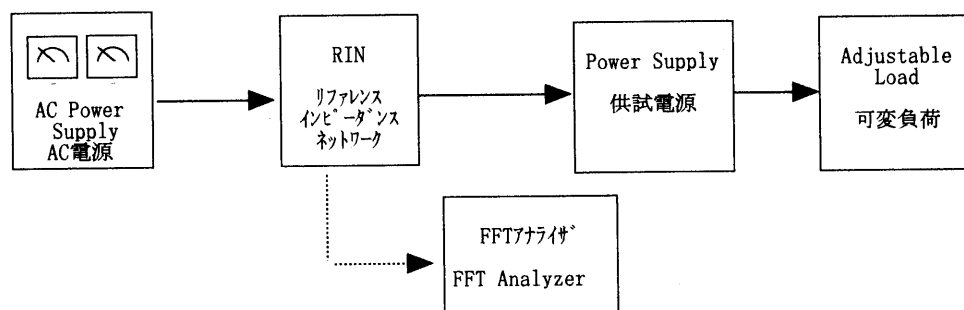 AC Power
Supply
AC電源
RIN
リファレンス
インピーダンス
ネットワーク
Power Supply
供試電源
Adjustable
Load
可変負荷
FFTアナライザ
FFT Analyzer